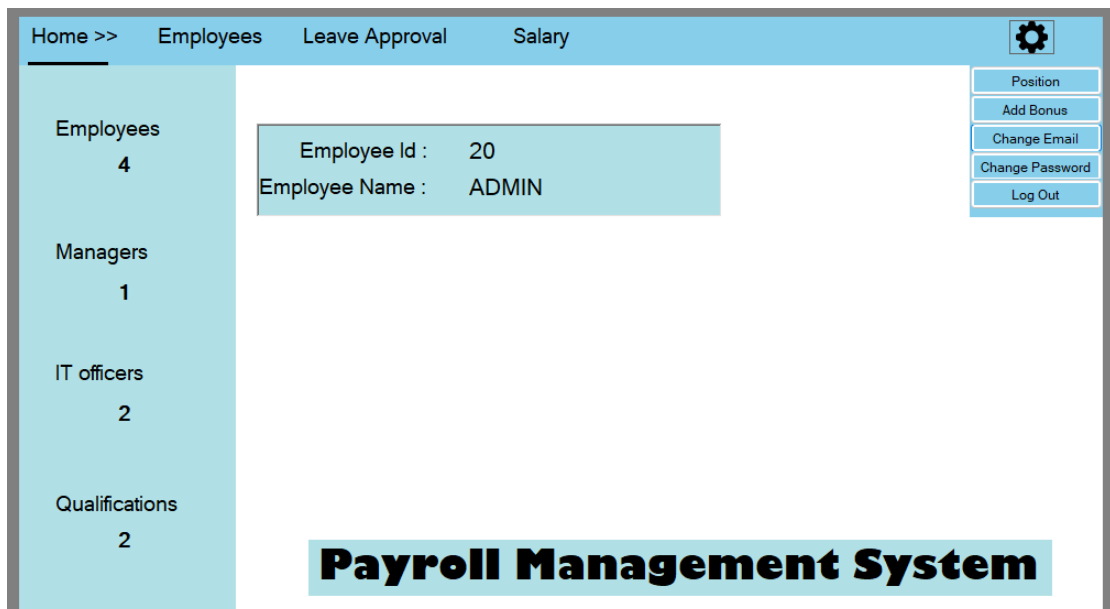 Home >> Employees Leave Approval Salary
Position
Add Bonus
Change Email
Change Password
Log Out
Employees
4
Managers
1
IT officers
2
Qualifications
2
Employee Id : 20
Employee Name : ADMIN
Payroll Management System